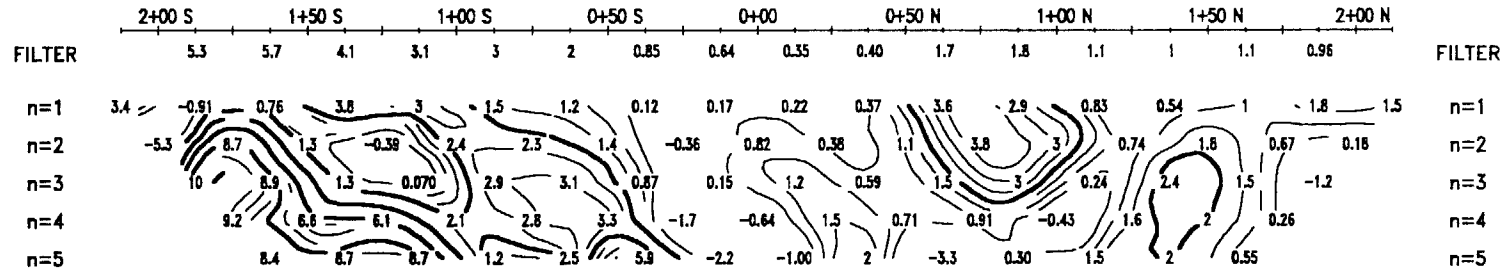 2+00 S 1+50 S 1+00 S 0+50 S 0+00 0+50 N 1+00 N 1+50 N 2+00 N
FILTER 5.3 5.7 4.1 3.1 3 2 0.85 0.64 0.35 0.40 1.7 1.8 1.1 1 1.1 0.96 FILTER
n=1 3.4 -0.91 0.76 3.8 3 1.5 1.2 0.12 0.17 0.22 0.37 3.6 2.9 0.83 0.54 1 1.8 1.5 n=1
n=2 -5.3 8.7 1.3 -0.39 2.4 2.3 1.4 -0.36 0.82 0.38 1.1 3.8 3 0.74 1.8 0.67 0.18 n=2
n=3 10 8.9 1.3 0.070 2.9 3.1 0.87 0.15 1.2 0.59 1.5 3 0.24 2.4 1.5 -1.2 n=3
n=4 9.2 6.6 6.1 2.1 2.8 3.3 -1.7 -0.64 1.5 0.71 0.91 -0.43 1.6 2 0.26 n=4
n=5 8.4 8.7 8.7 1.2 2.5 5.9 -2.2 -1.00 2 -3.3 0.30 1.5 2 0.55 n=5